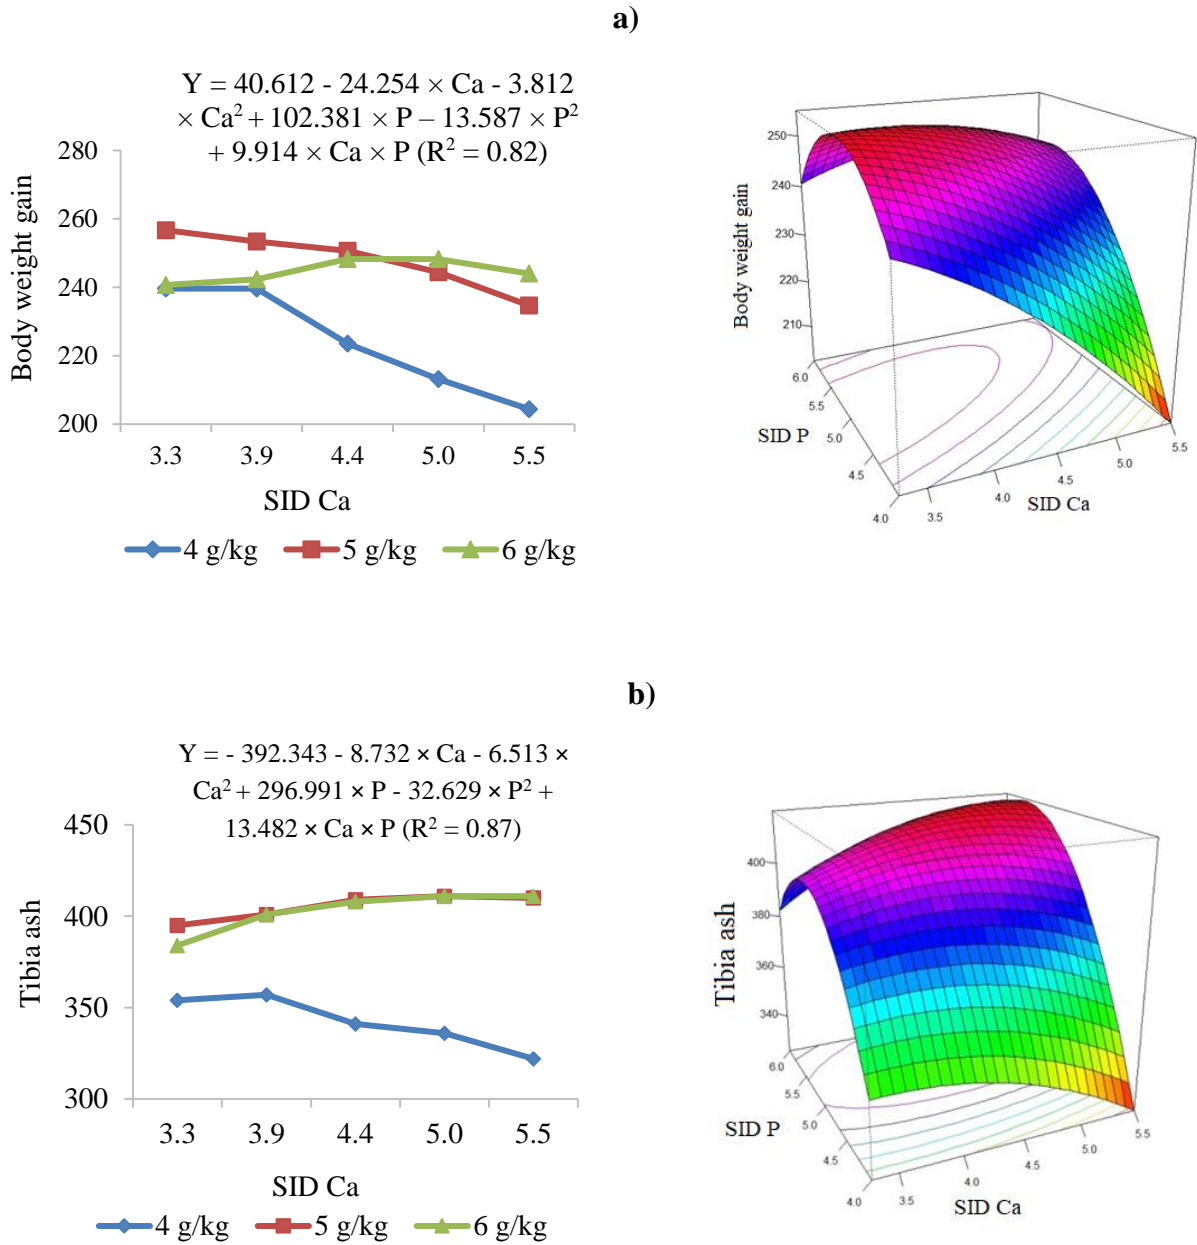 a)
Y = 40.612 - 24.254 × Ca - 3.812
× Ca² + 102.381 × P – 13.587 × P²
+ 9.914 × Ca × P (R² = 0.82)
Body weight gain
280
260
240
220
200
3.3 3.9 4.4 5.0 5.5
SID Ca
4 g/kg 5 g/kg 6 g/kg
Body weight gain
250
240
230
220
210
6.0
5.5
5.0
4.5
4.0
SID P
3.5
4.0
4.5
5.0
5.5
SID Ca
b)
Y = - 392.343 - 8.732 × Ca - 6.513 ×
Ca² + 296.991 × P - 32.629 × P² +
13.482 × Ca × P (R² = 0.87)
Tibia ash
450
400
350
300
3.3 3.9 4.4 5.0 5.5
SID Ca
4 g/kg 5 g/kg 6 g/kg
Tibia ash
400
380
360
340
6.0
5.5
5.0
4.5
4.0
SID P
3.5
4.0
4.5
5.0
5.5
SID Ca